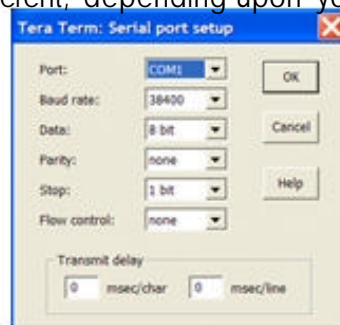 erent, depending upon yo
Tera Term: Serial port setup
Port: COM1 OK
Baud rate: 38400
Data: 8 bit Cancel
Parity: none
Stop: 1 bit Help
Flow control: none
Transmit delay
0 msec/char 0 msec/line